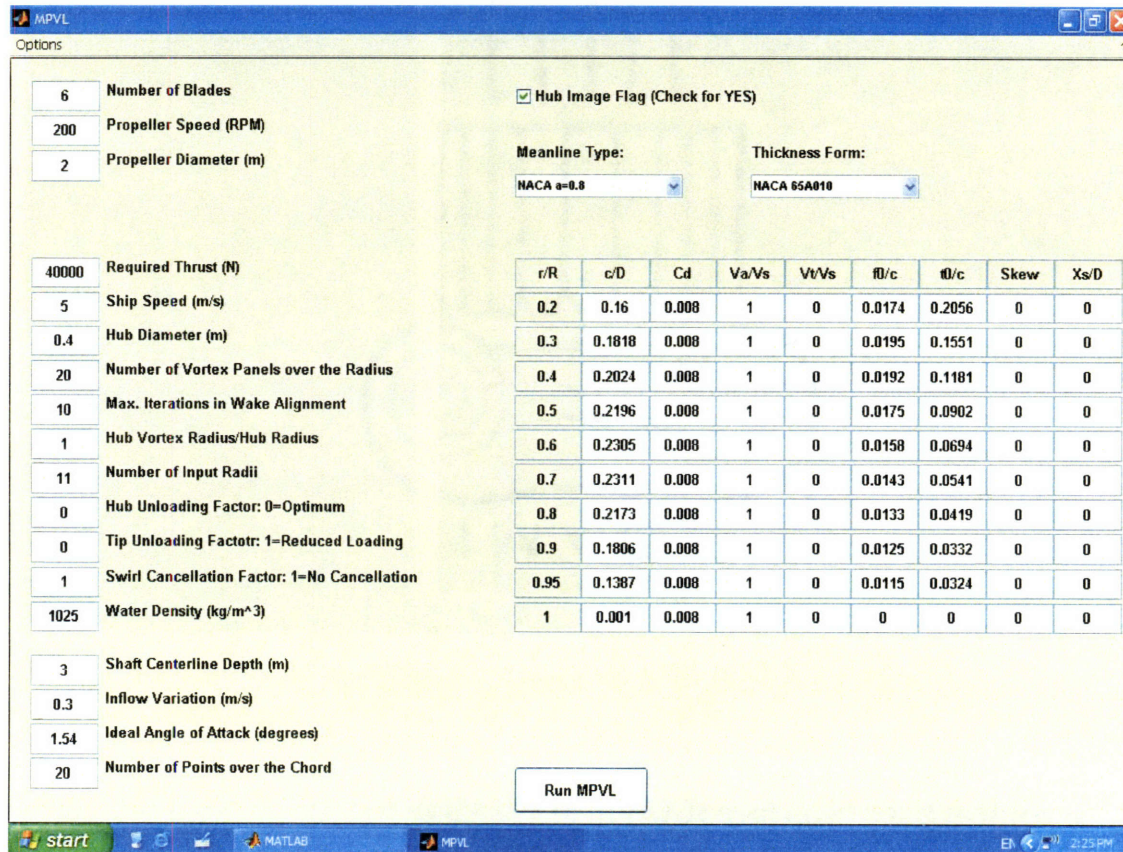 MPVL
Options
6 Number of Blades
200 Propeller Speed (RPM)
2 Propeller Diameter (m)
Hub Image Flag (Check for YES)
Meanline Type: Thickness Form:
NACA a=0.8 NACA 65A010
40000 Required Thrust (N)
5 Ship Speed (m/s)
0.4 Hub Diameter (m)
20 Number of Vortex Panels over the Radius
10 Max. Iterations in Wake Alignment
1 Hub Vortex Radius/Hub Radius
11 Number of Input Radii
0 Hub Unloading Factor: 0=Optimum
0 Tip Unloading Factotr: 1=Reduced Loading
1 Swirl Cancellation Factor: 1=No Cancellation
1025 Water Density (kg/m^3)
r/R c/D Cd Va/Vs Vt/Vs f0/c t0/c Skew Xs/D
0.2 0.16 0.008 1 0 0.0174 0.2056 0 0
0.3 0.1818 0.008 1 0 0.0195 0.1551 0 0
0.4 0.2024 0.008 1 0 0.0192 0.1181 0 0
0.5 0.2196 0.008 1 0 0.0175 0.0902 0 0
0.6 0.2305 0.008 1 0 0.0158 0.0694 0 0
0.7 0.2311 0.008 1 0 0.0143 0.0541 0 0
0.8 0.2173 0.008 1 0 0.0133 0.0419 0 0
0.9 0.1806 0.008 1 0 0.0125 0.0332 0 0
0.95 0.1387 0.008 1 0 0.0115 0.0324 0 0
1 0.001 0.008 1 0 0 0 0 0
3 Shaft Centerline Depth (m)
0.3 Inflow Variation (m/s)
1.54 Ideal Angle of Attack (degrees)
20 Number of Points over the Chord
Run MPVL
start MATLAB MPVL EN 2:25 PM